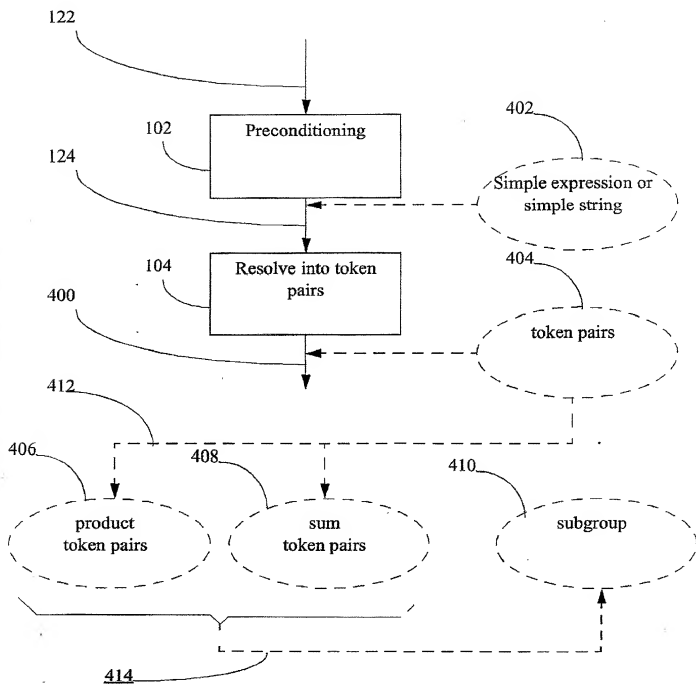 122
102
Preconditioning
402
124
Simple expression or
simple string
104
Resolve into token
pairs
404
400
token pairs
412
406
408
410
product
token pairs
sum
token pairs
subgroup
414